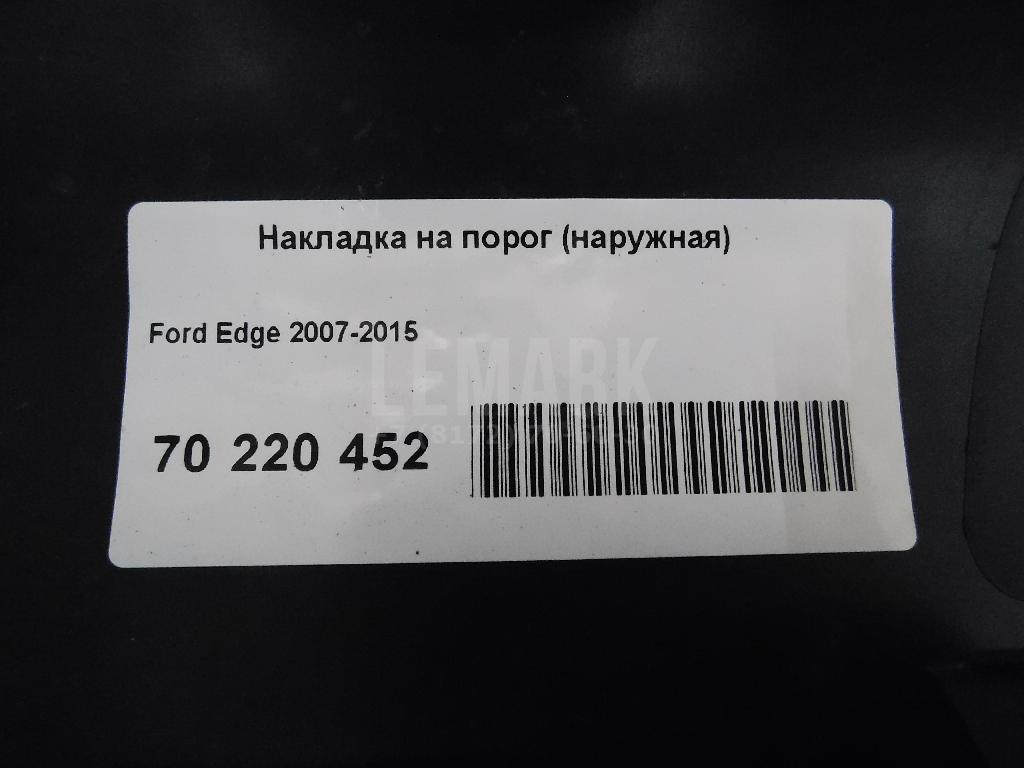 Накладка на порог (наружная)
Ford Edge 2007-2015
LEMARK
70 220 452